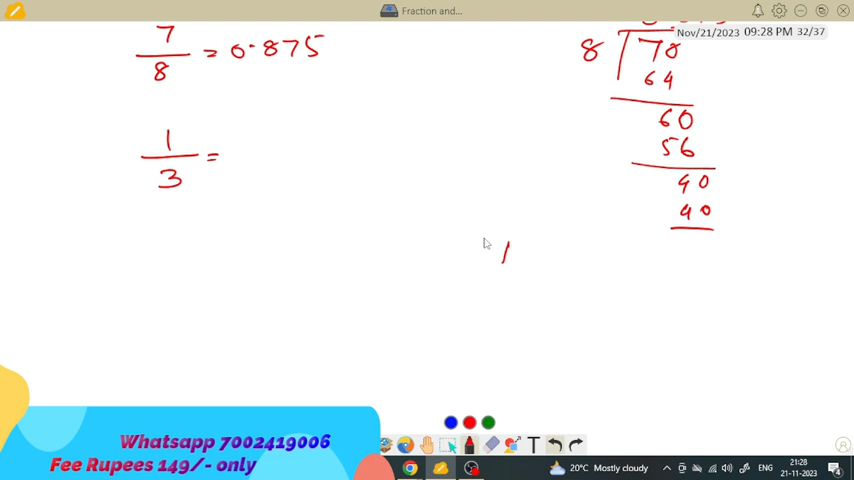 Fraction and...
Nov/21/2023 09:28 PM 32/37
7
8 = 0.875
8 70
64
60
56
40
40
1
3 =
Whatsapp 7002419006
Fee Rupees 149/- only
T
20°C Mostly cloudy
ENG
21:28
21-11-2023
4